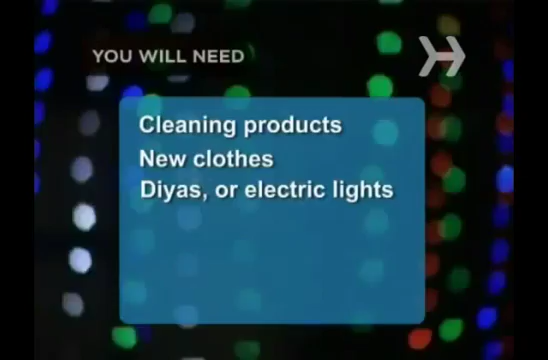 YOU WILL NEED
Cleaning products
New clothes
Diyas, or electric lights